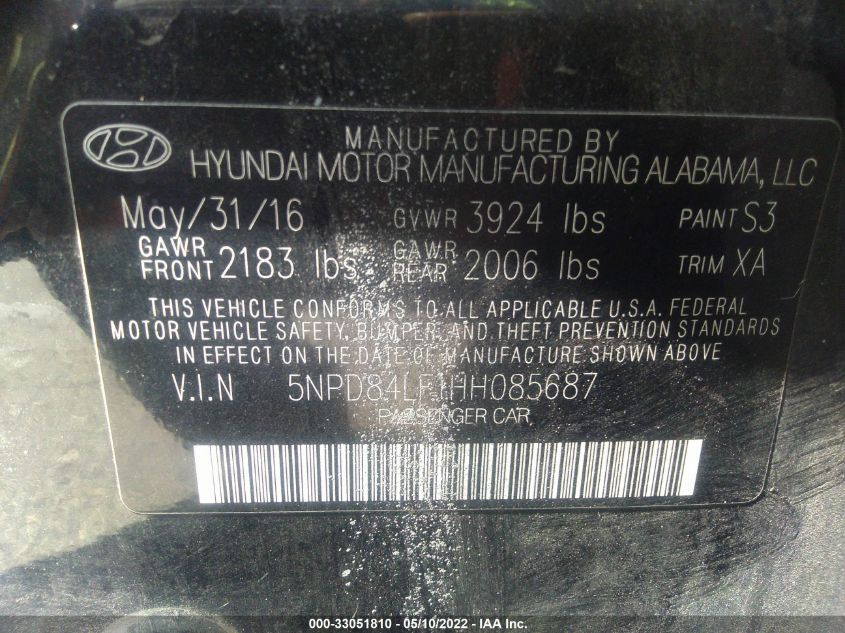 MANUFACTURED BY
HYUNDAI MOTOR MANUFACTURING ALABAMA, LLC
May/31/16 GVWR 3924 lbs PAINT S3
GAWR FRONT 2183 lbs GAWR REAR 2006 lbs TRIM XA
THIS VEHICLE CONFORMS TO ALL APPLICABLE U.S.A. FEDERAL
MOTOR VEHICLE SAFETY, BUMPER, AND THEFT PREVENTION STANDARDS
IN EFFECT ON THE DATE OF MANUFACTURE SHOWN ABOVE
V.I.N 5NPD84LF1HH085687
PASSENGER CAR
000-33051810 - 05/10/2022 - IAA Inc.